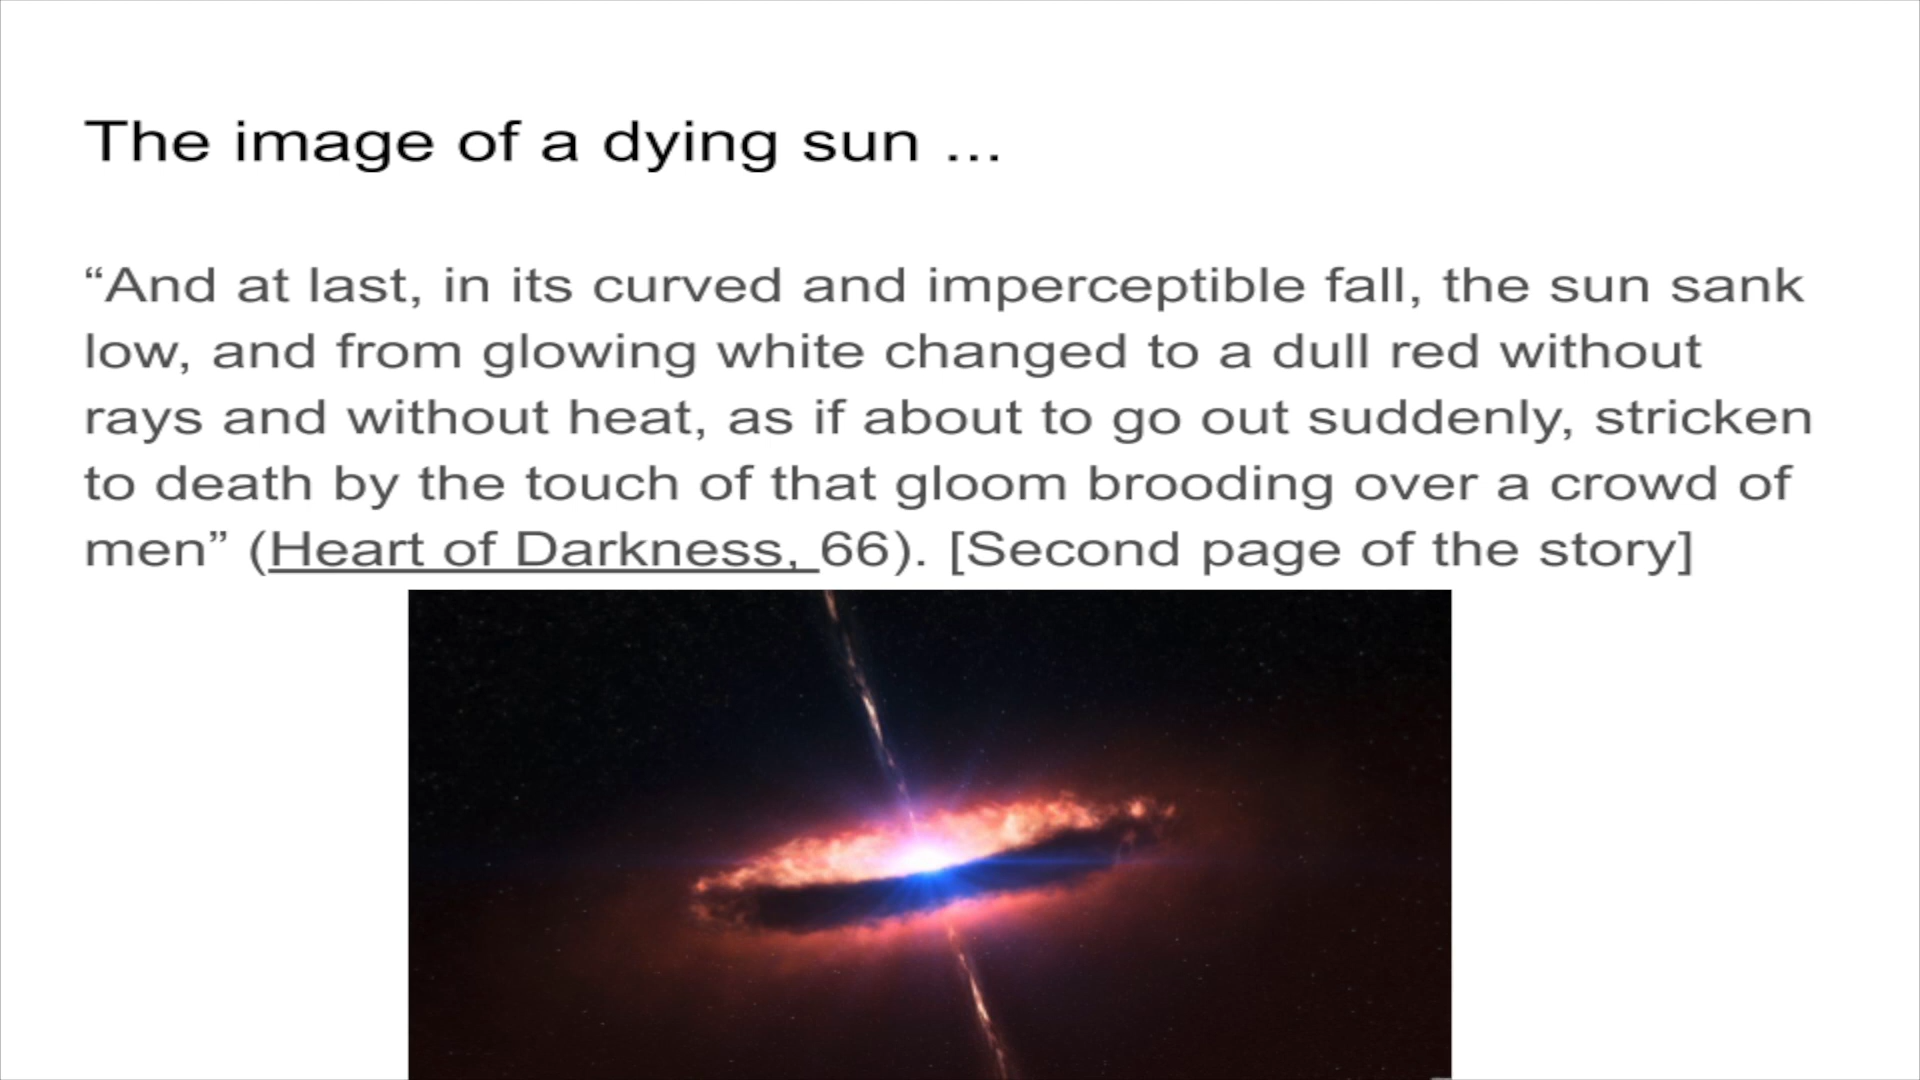 The image of a dying sun ...
“And at last, in its curved and imperceptible fall, the sun sank
low, and from glowing white changed to a dull red without
rays and without heat, as if about to go out suddenly, stricken
to death by the touch of that gloom brooding over a crowd of
men” (Heart of Darkness, 66). [Second page of the story]